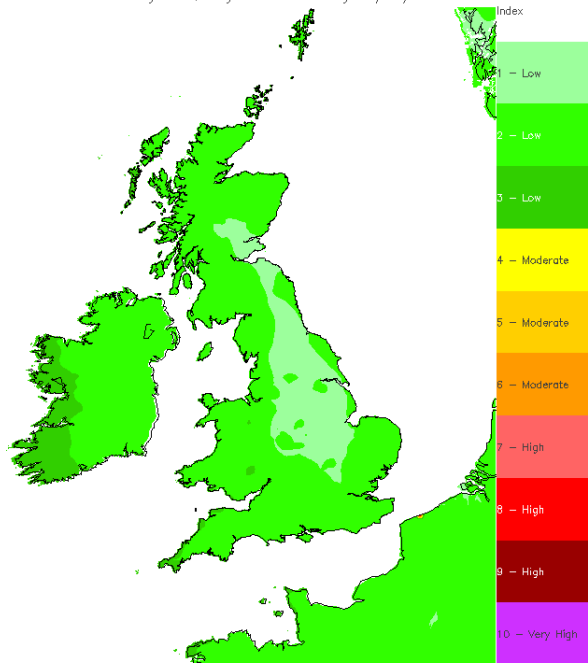 Index
1 – Low
2 – Low
3 – Low
4 – Moderate
5 – Moderate
6 – Moderate
7 – High
8 – High
9 – High
10 – Very High